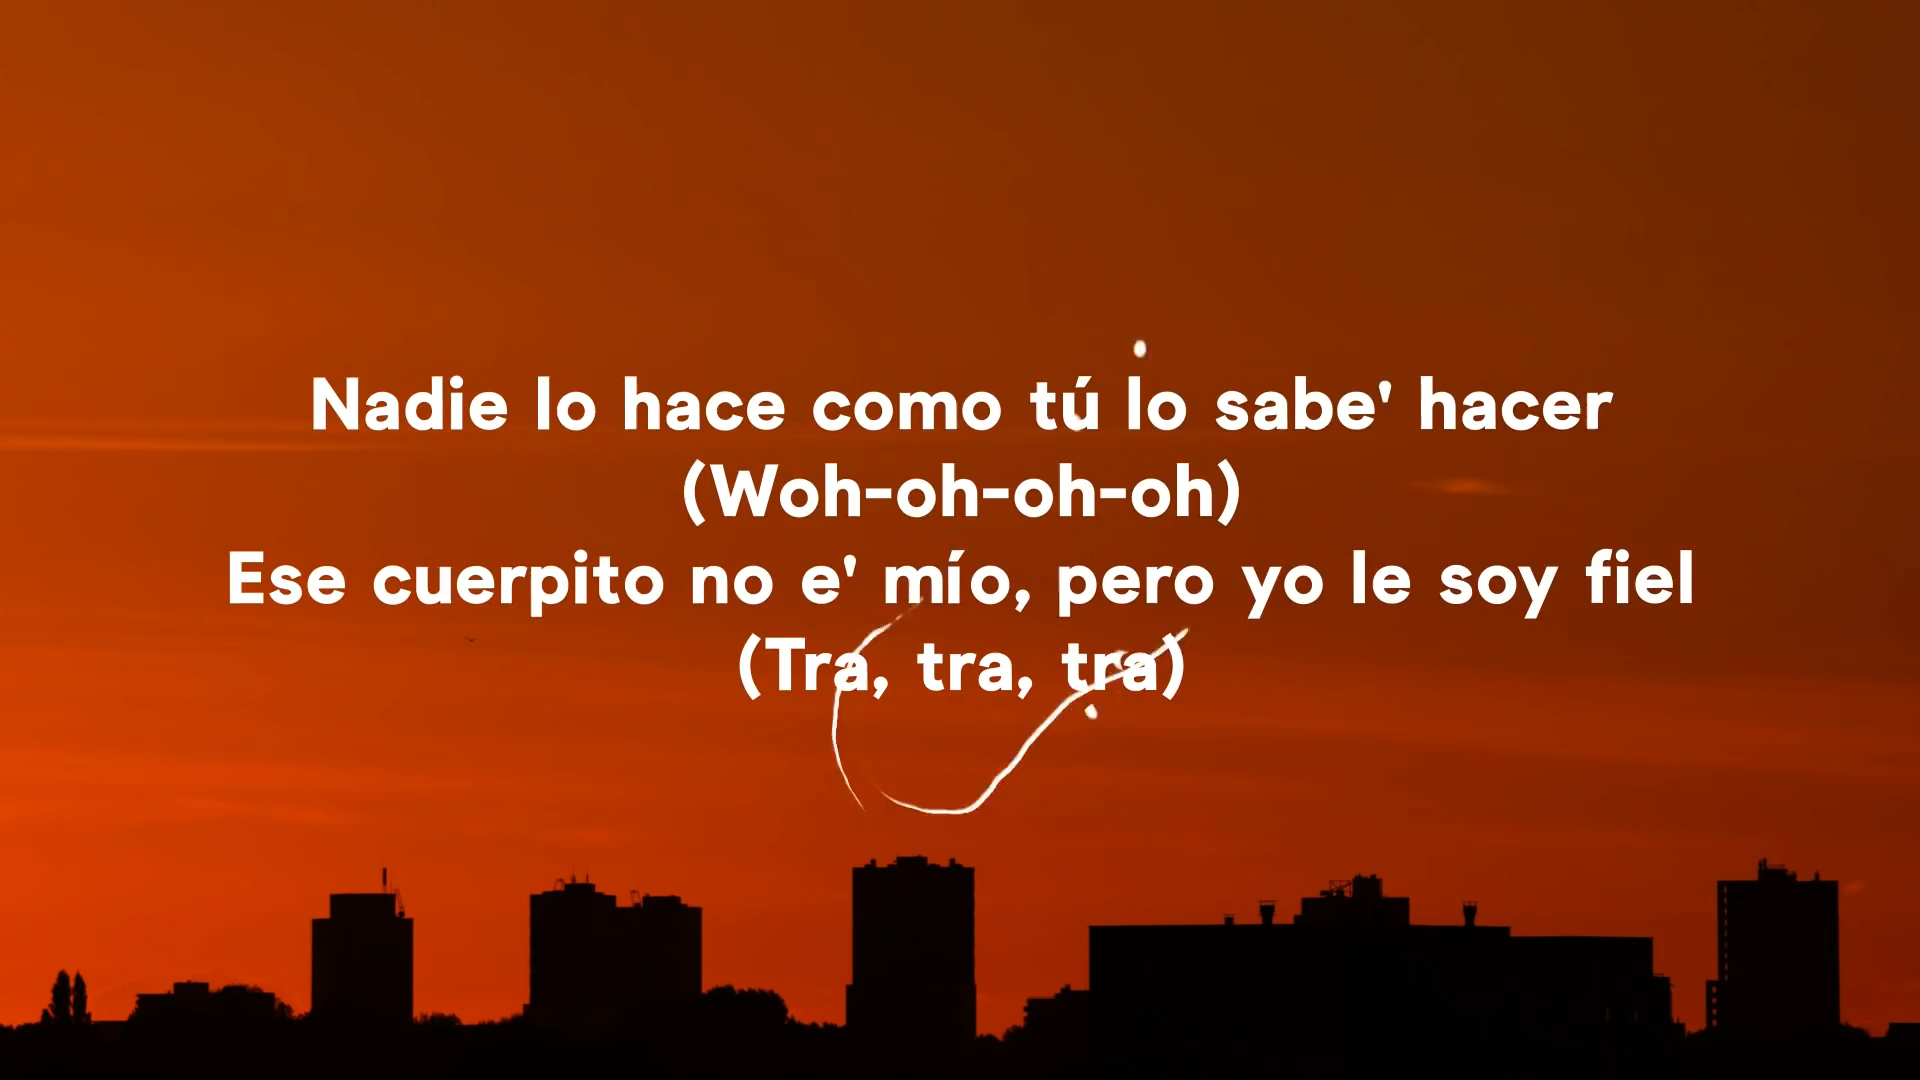 Nadie lo hace como tú lo sabe' hacer
(Woh-oh-oh-oh)
Ese cuerpito no e' mío, pero yo le soy fiel
(Tra, tra, tra)